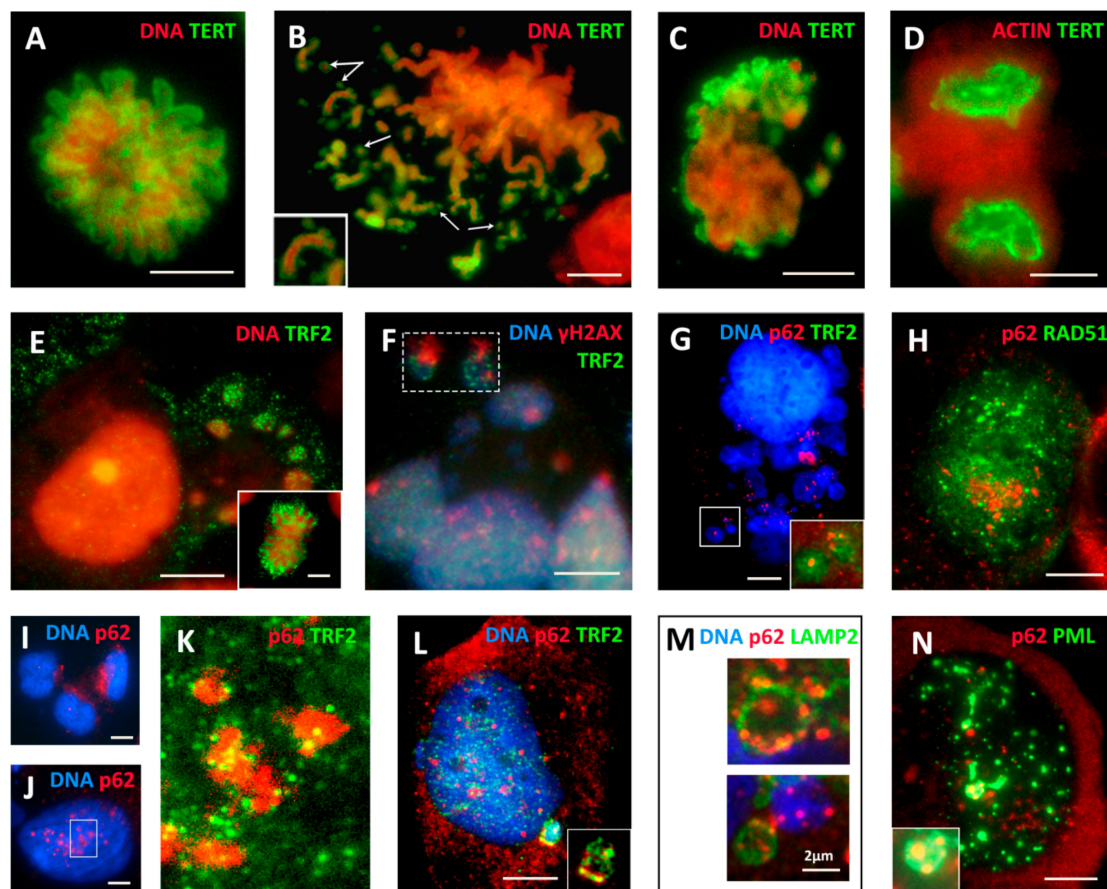 A DNA TERT
B DNA TERT
C DNA TERT
D ACTIN TERT
E DNA TRF2
F DNA γH2AX
TRF2
G DNA p62 TRF2
H p62 RAD51
I DNA p62
J DNA p62
K p62 TRF2
L DNA p62 TRF2
M DNA p62 LAMP2
2μm
N p62 PML